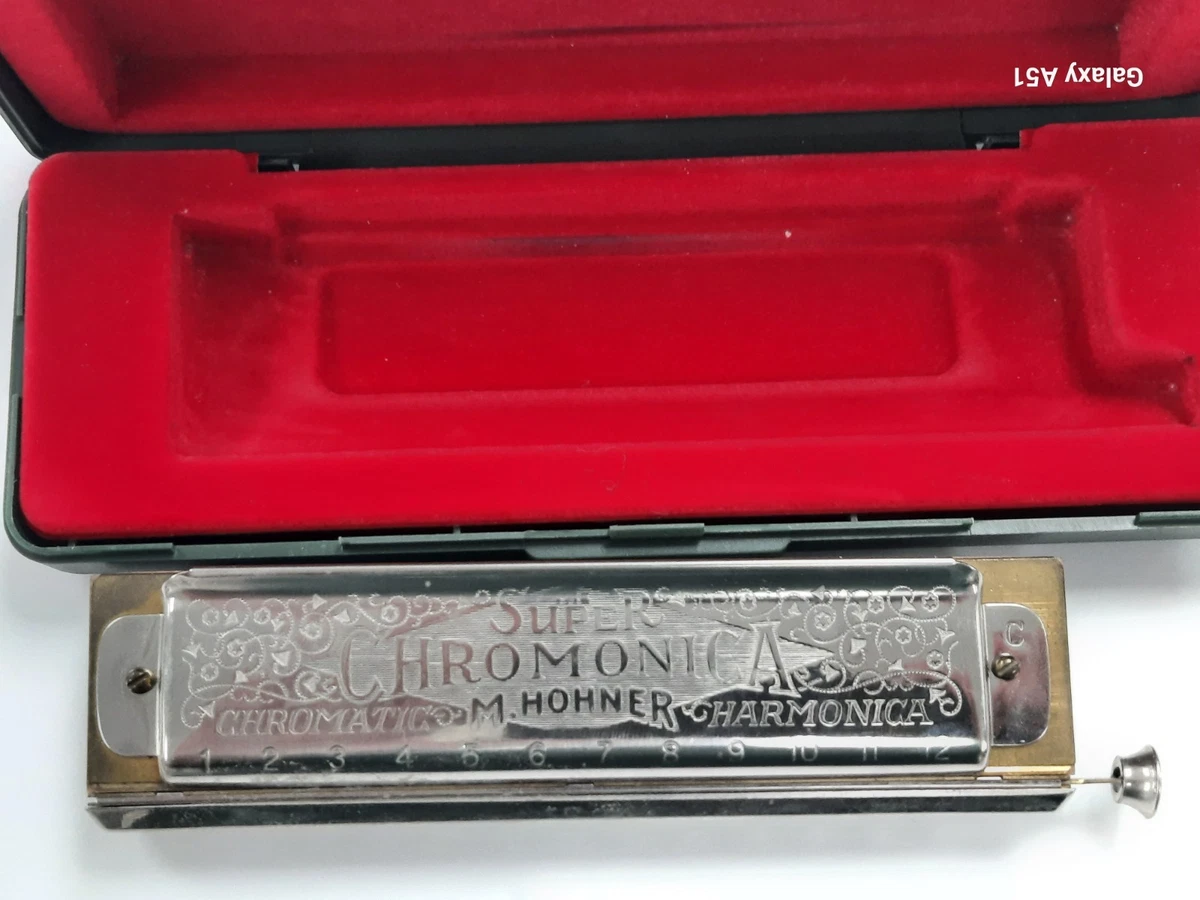 Galaxy A51
SUPER
CHROMONICA
CHROMATIC M. HOHNER HARMONICA
C
1 2 3 4 5 6 7 8 9 10 11 12